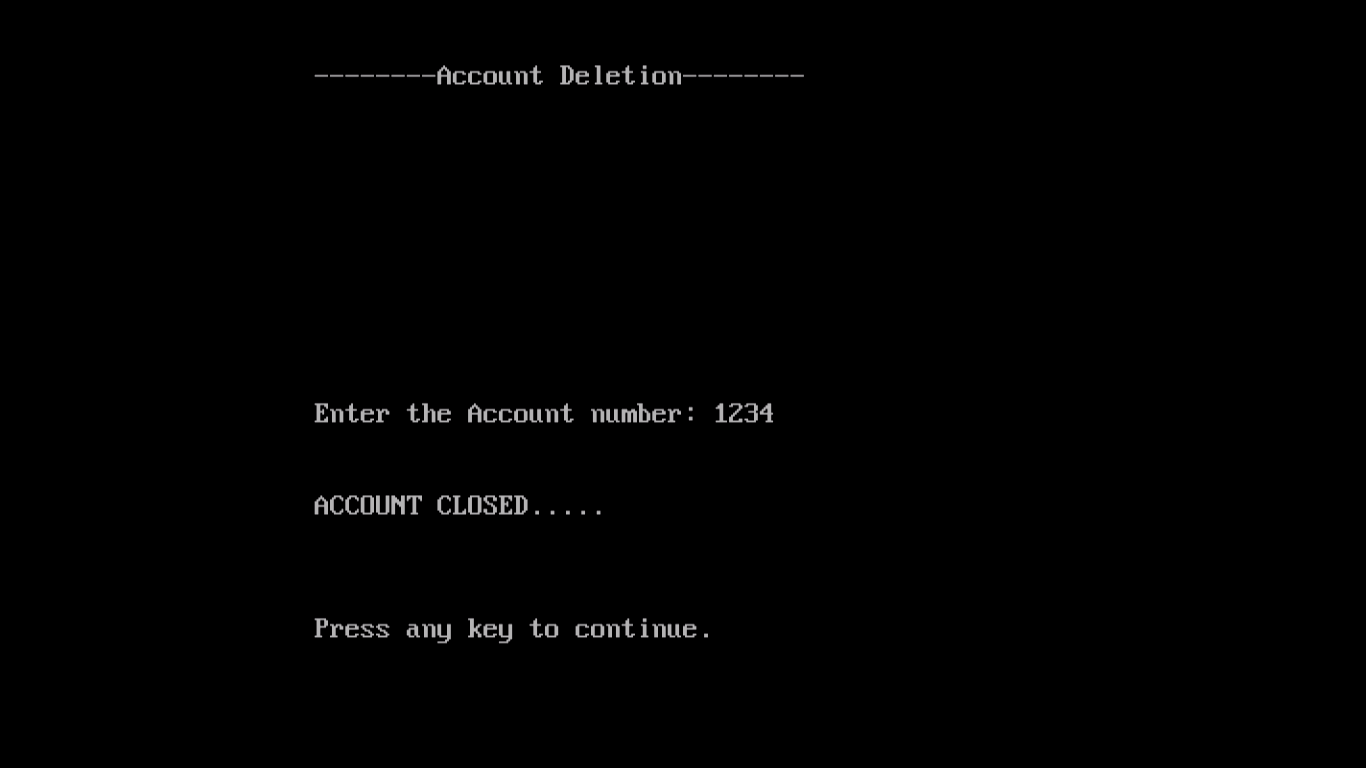 --------Account Deletion--------
Enter the Account number: 1234
ACCOUNT CLOSED.....
Press any key to continue.